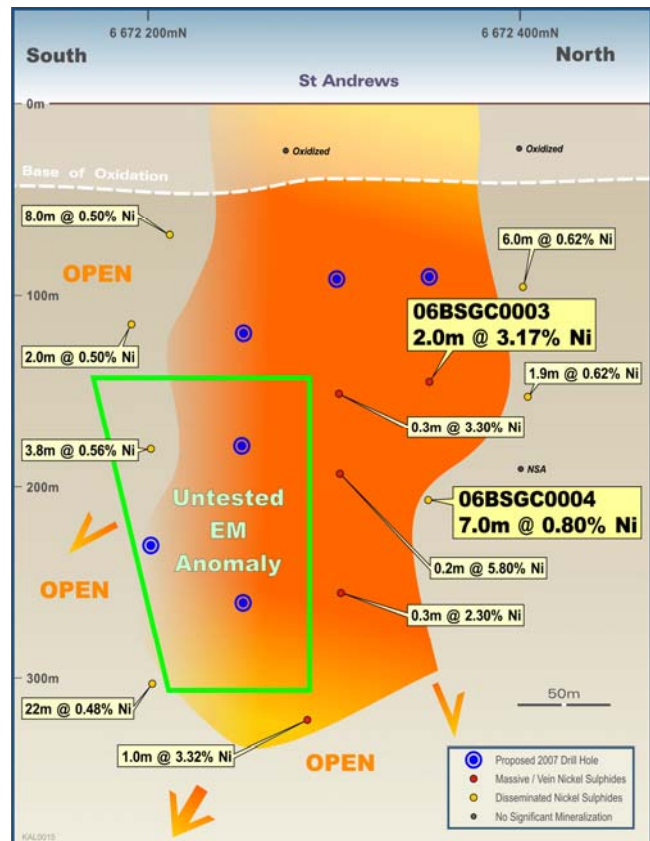 6 672 200mN
6 672 400mN
South
North
St Andrews
0m
Oxidized
Oxidized
Base of Oxidation
8.0m @ 0.50% Ni
6.0m @ 0.62% Ni
OPEN
100m
06BSGC0003
2.0m @ 3.17% Ni
2.0m @ 0.50% Ni
1.9m @ 0.62% Ni
0.3m @ 3.30% Ni
3.8m @ 0.56% Ni
NSA
200m
Untested
EM
Anomaly
06BSGC0004
7.0m @ 0.80% Ni
0.2m @ 5.80% Ni
OPEN
0.3m @ 2.30% Ni
300m
22m @ 0.48% Ni
50m
1.0m @ 3.32% Ni
OPEN
Proposed 2007 Drill Hole
Massive / Vein Nickel Sulphides
Disseminated Nickel Sulphides
No Significant Mineralization
KAL0015